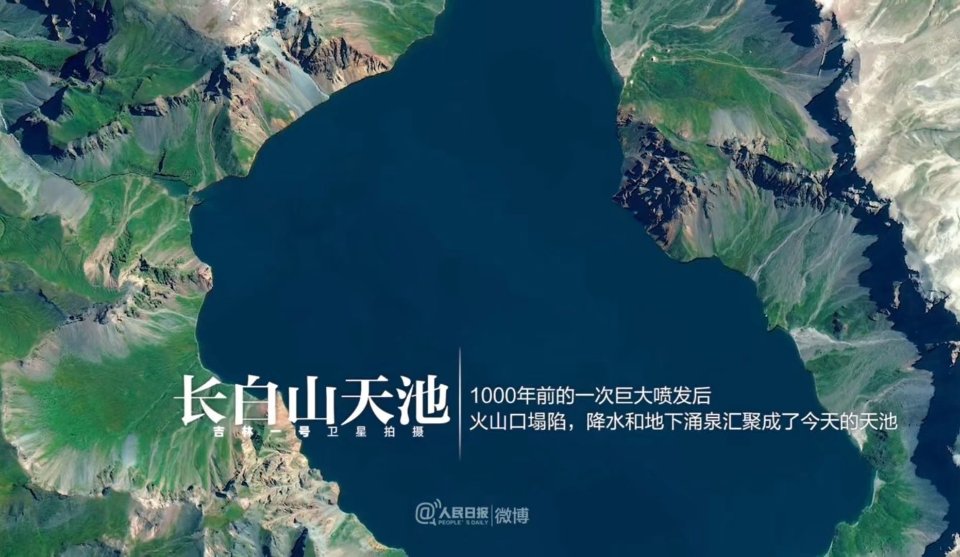 长白山天池
吉林一号卫星拍摄
1000年前的一次巨大喷发后
火山口塌陷，降水和地下涌泉汇聚成了今天的天池
@人民日报 微博
PEOPLE'S DAILY